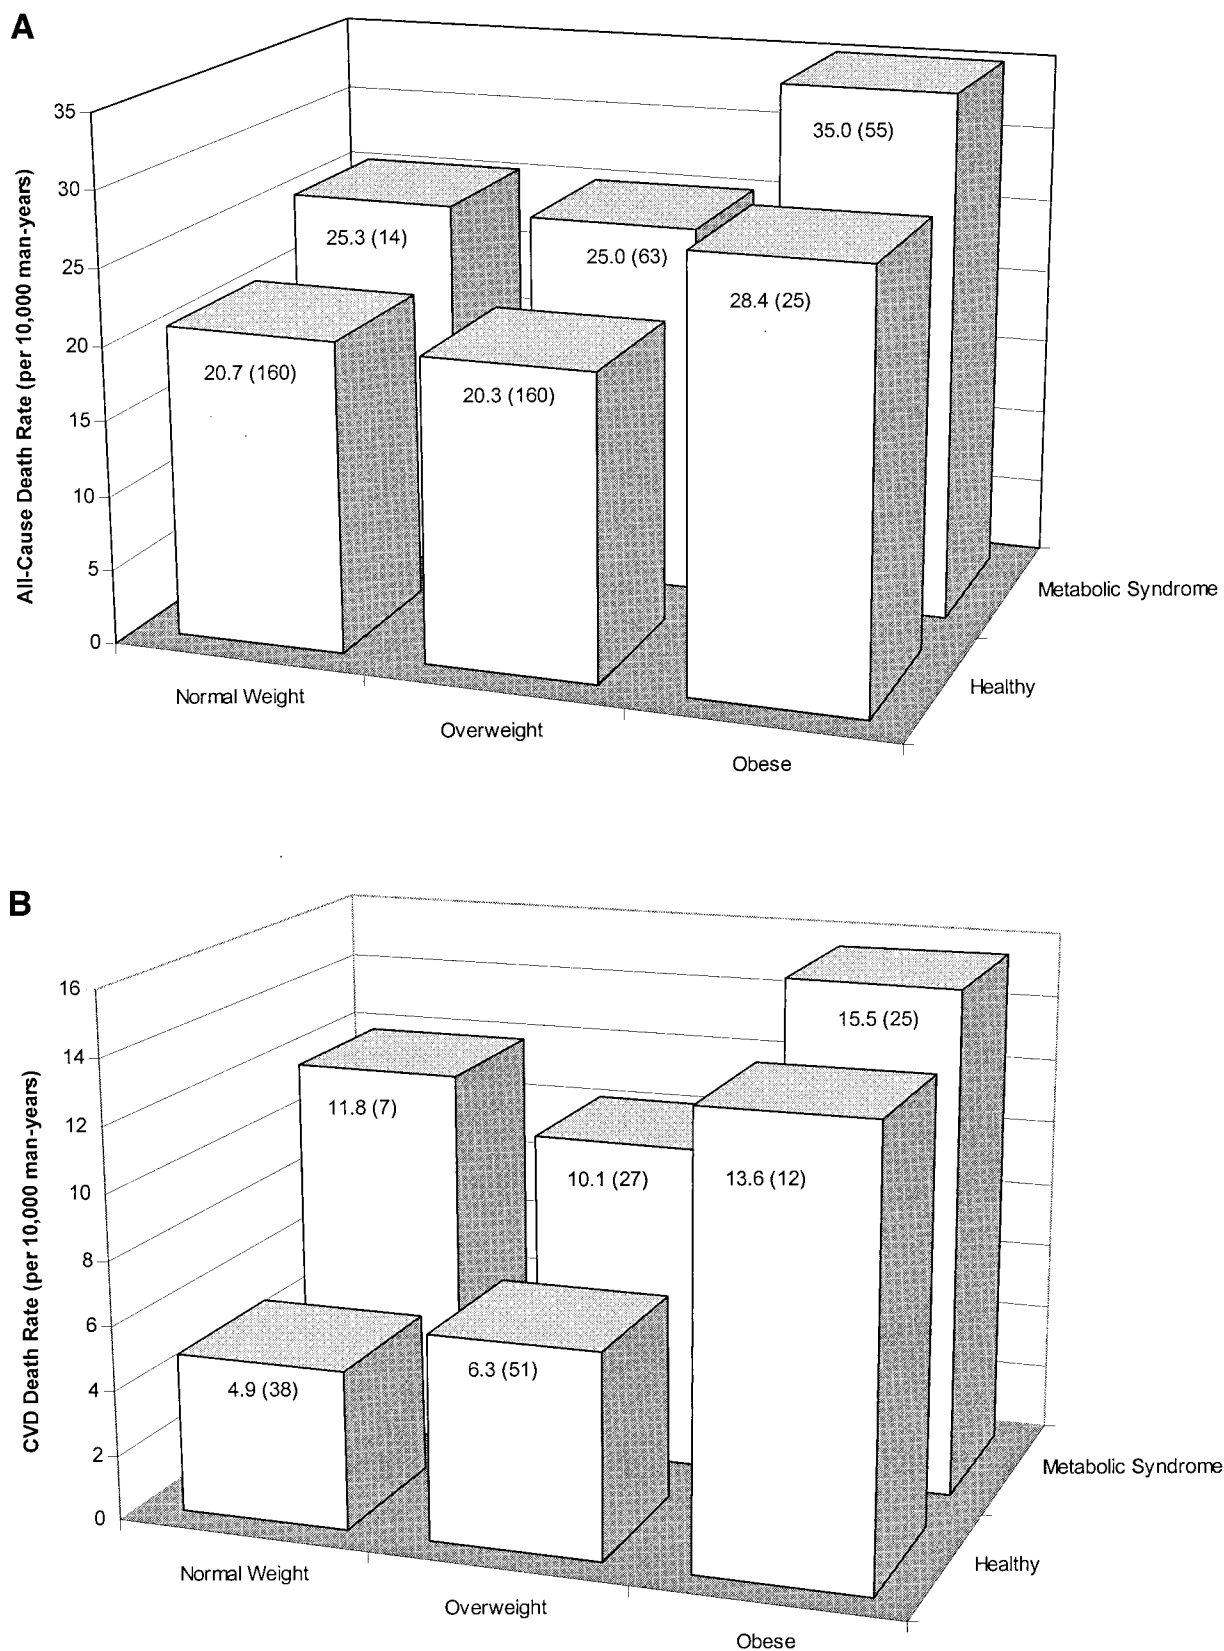 A
All-Cause Death Rate (per 10,000 man-years)
35
30
25
20
15
10
5
0
35.0 (55)
25.3 (14)
25.0 (63)
28.4 (25)
20.7 (160)
20.3 (160)
Metabolic Syndrome
Healthy
Normal Weight
Overweight
Obese
B
CVD Death Rate (per 10,000 man-years)
16
14
12
10
8
6
4
2
0
15.5 (25)
11.8 (7)
10.1 (27)
13.6 (12)
4.9 (38)
6.3 (51)
Metabolic Syndrome
Healthy
Normal Weight
Overweight
Obese